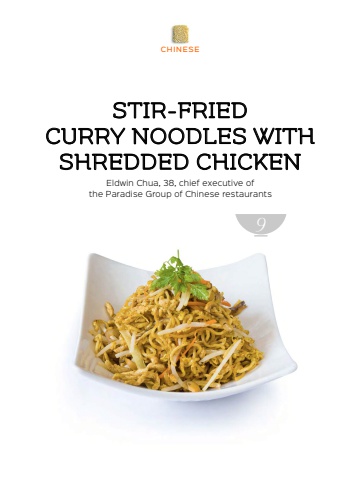 CHINESE
STIR-FRIED
CURRY NOODLES WITH
SHREDDED CHICKEN
Eldwin Chua, 38, chief executive of
the Paradise Group of Chinese restaurants
9